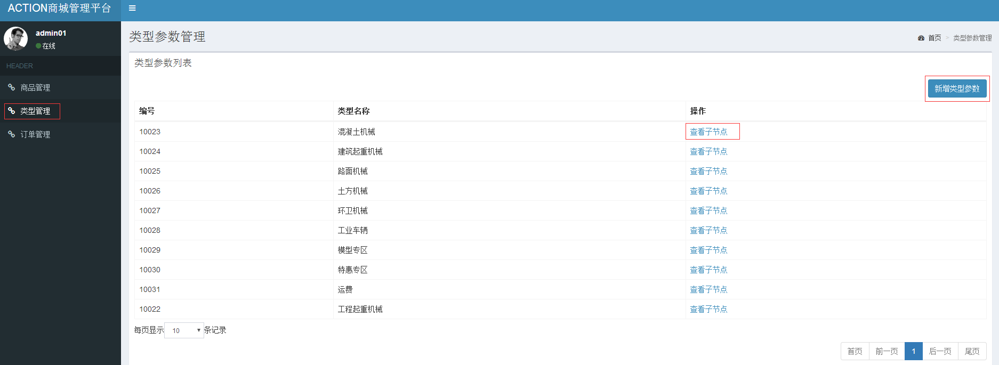 ACTION商城管理平台
admin01
在线
HEADER
商品管理
类型管理
订单管理
类型参数管理
首页 > 类型参数管理
类型参数列表
新增类型参数
编号 类型名称 操作
10023 混凝土机械 查看子节点
10024 建筑起重机械 查看子节点
10025 路面机械 查看子节点
10026 土方机械 查看子节点
10027 环卫机械 查看子节点
10028 工业车辆 查看子节点
10029 模型专区 查看子节点
10030 特惠专区 查看子节点
10031 运费 查看子节点
10022 工程起重机械 查看子节点
每页显示 10 条记录
首页 前一页 1 后一页 尾页